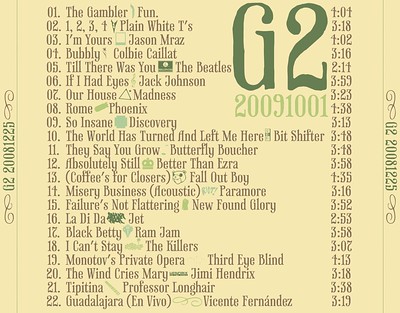 G2
20091001
01. The Gambler Fun. 4:04
02. 1, 2, 3, 4 Plain White T's 3:18
03. I'm Yours Jason Mraz 4:02
04. Bubbly Colbie Caillat 3:16
05. Till There Was You The Beatles 2:14
06. If I Had Eyes Jack Johnson 3:59
07. Our House Madness 3:23
08. Rome Phoenix 4:38
09. So Insane Discovery 3:13
10. The World Has Turned And Left Me Here Bit Shifter 4:18
11. They Say You Grow Butterfly Boucher 3:48
12. Absolutely Still Better Than Ezra 3:58
13. (Coffee's for Closers) Fall Out Boy 4:35
14. Misery Business (Acoustic) Paramore 3:16
15. Failure's Not Flattering New Found Glory 3:52
16. La Di Da Jet 2:53
17. Black Betty Ram Jam 3:58
18. I Can't Stay The Killers 3:07
19. Monotov's Private Opera Third Eye Blind 4:13
20. The Wind Cries Mary Jimi Hendrix 3:18
21. Tipitina Professor Longhair 3:38
22. Guadalajara (En Vivo) Vicente Fernández 3:19
G2 20081225
G2 20081225